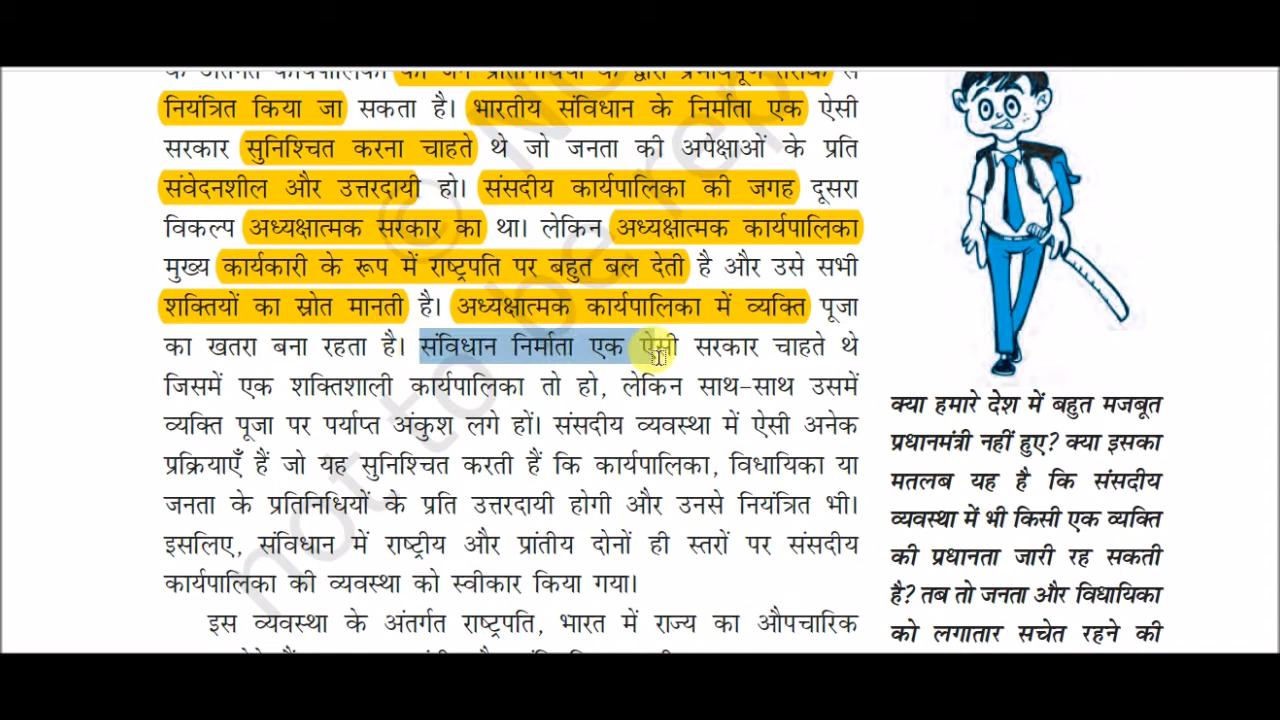 नियंत्रित किया जा सकता है। भारतीय संविधान के निर्माता एक ऐसी
सरकार सुनिश्चित करना चाहते थे जो जनता की अपेक्षाओं के प्रति
संवेदनशील और उत्तरदायी हो। संसदीय कार्यपालिका की जगह दूसरा
विकल्प अध्यक्षात्मक सरकार का था। लेकिन अध्यक्षात्मक कार्यपालिका
मुख्य कार्यकारी के रूप में राष्ट्रपति पर बहुत बल देती है और उसे सभी
शक्तियों का स्रोत मानती है। अध्यक्षात्मक कार्यपालिका में व्यक्ति पूजा
का खतरा बना रहता है। संविधान निर्माता एक ऐसी सरकार चाहते थे
जिसमें एक शक्तिशाली कार्यपालिका तो हो, लेकिन साथ-साथ उसमें
व्यक्ति पूजा पर पर्याप्त अंकुश लगे हों। संसदीय व्यवस्था में ऐसी अनेक
प्रक्रियाएँ हैं जो यह सुनिश्चित करती हैं कि कार्यपालिका, विधायिका या
जनता के प्रतिनिधियों के प्रति उत्तरदायी होगी और उनसे नियंत्रित भी।
इसलिए, संविधान में राष्ट्रीय और प्रांतीय दोनों ही स्तरों पर संसदीय
कार्यपालिका की व्यवस्था को स्वीकार किया गया।
इस व्यवस्था के अंतर्गत राष्ट्रपति, भारत में राज्य का औपचारिक
क्या हमारे देश में बहुत मजबूत
प्रधानमंत्री नहीं हुए? क्या इसका
मतलब यह है कि संसदीय
व्यवस्था में भी किसी एक व्यक्ति
की प्रधानता जारी रह सकती
है? तब तो जनता और विधायिका
को लगातार सचेत रहने की
not to be rep
© N